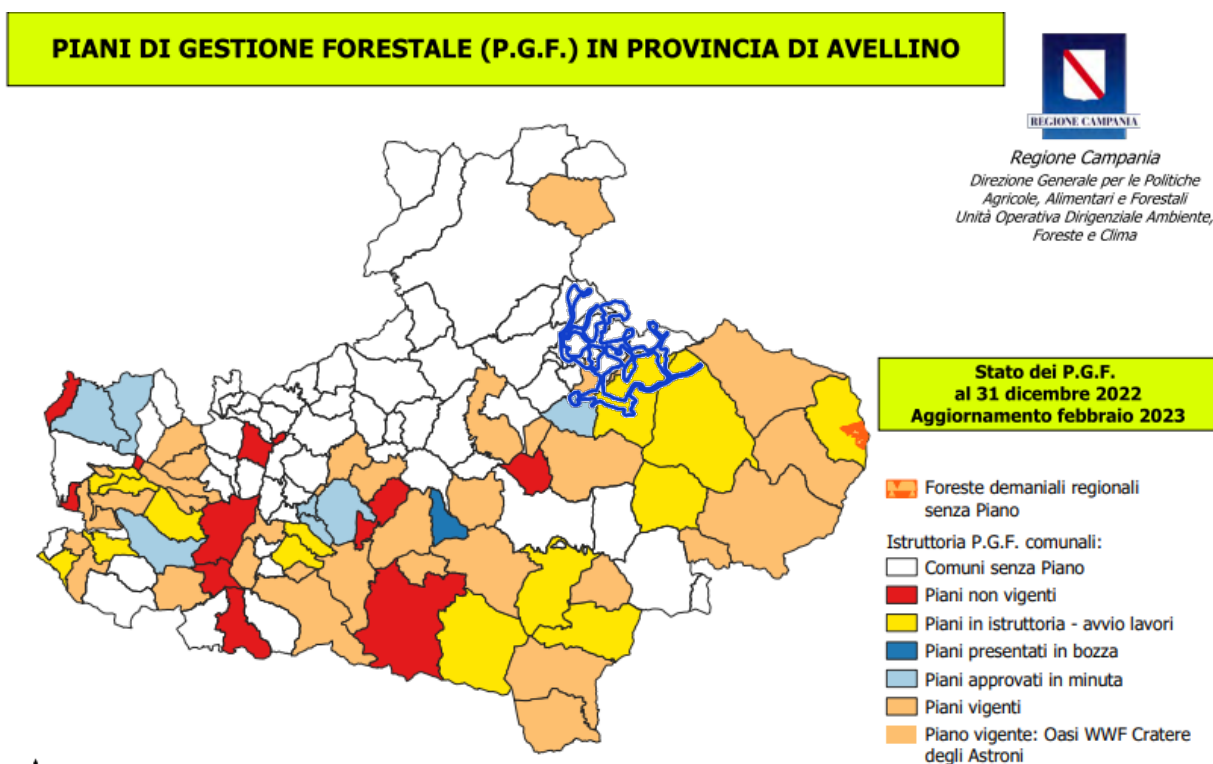 PIANI DI GESTIONE FORESTALE (P.G.F.) IN PROVINCIA DI AVELLINO
REGIONE CAMPANIA
Regione Campania
Direzione Generale per le Politiche
Agricole, Alimentari e Forestali
Unità Operativa Dirigenziale Ambiente,
Foreste e Clima
Stato dei P.G.F.
al 31 dicembre 2022
Aggiornamento febbraio 2023
Foreste demaniali regionali
senza Piano
Istruttoria P.G.F. comunali:
Comuni senza Piano
Piani non vigenti
Piani in istruttoria - avvio lavori
Piani presentati in bozza
Piani approvati in minuta
Piani vigenti
Piano vigente: Oasi WWF Cratere
degli Astroni